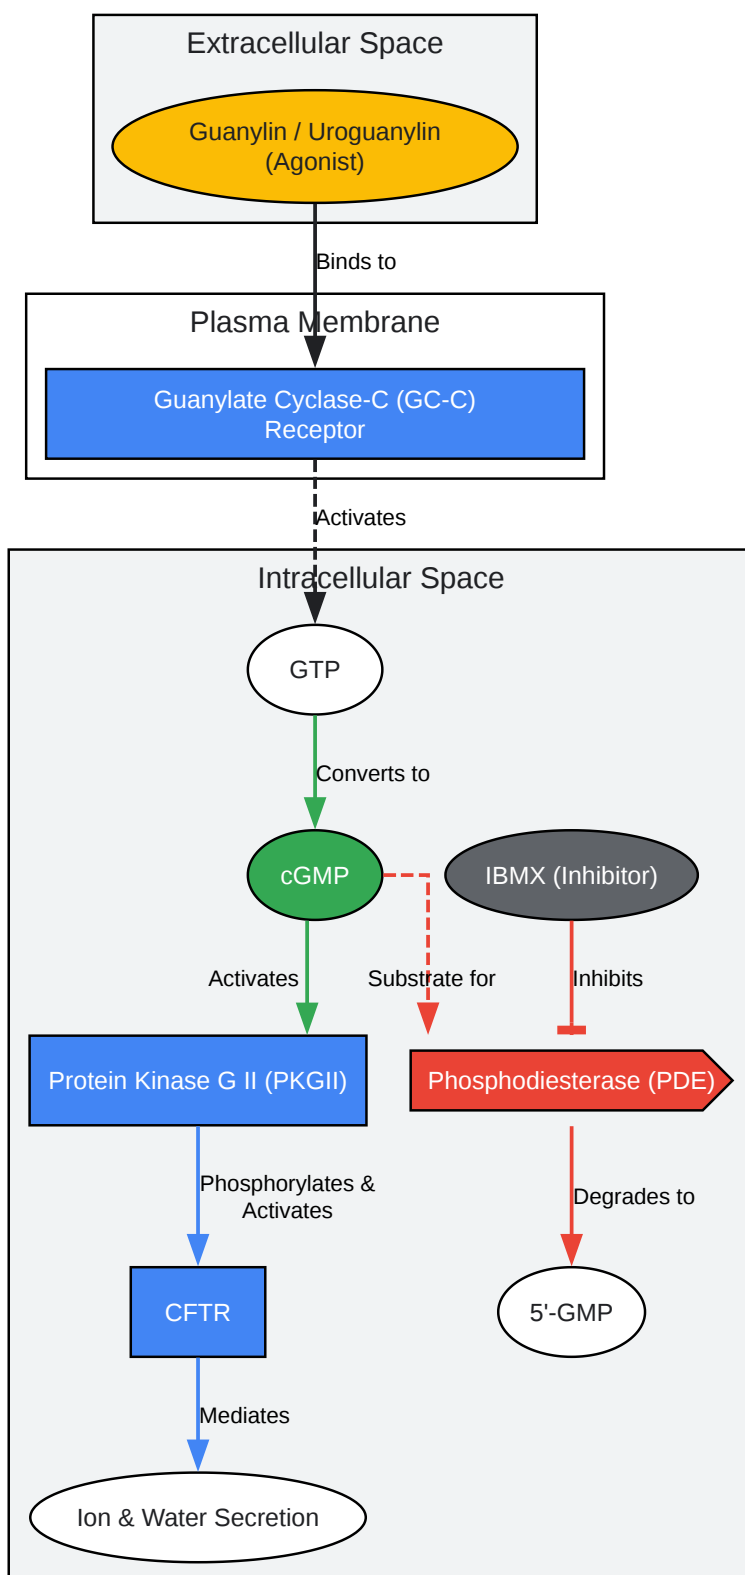 Extracellular Space
Guanylin / Uroguanylin
(Agonist)
Binds to
Plasma Membrane
Guanylate Cyclase-C (GC-C)
Receptor
Activates
Intracellular Space
GTP
Converts to
cGMP
IBMX (Inhibitor)
Activates
Substrate for
Inhibits
Protein Kinase G II (PKGII)
Phosphodiesterase (PDE)
Phosphorylates &
Activates
Degrades to
CFTR
5'-GMP
Mediates
Ion & Water Secretion